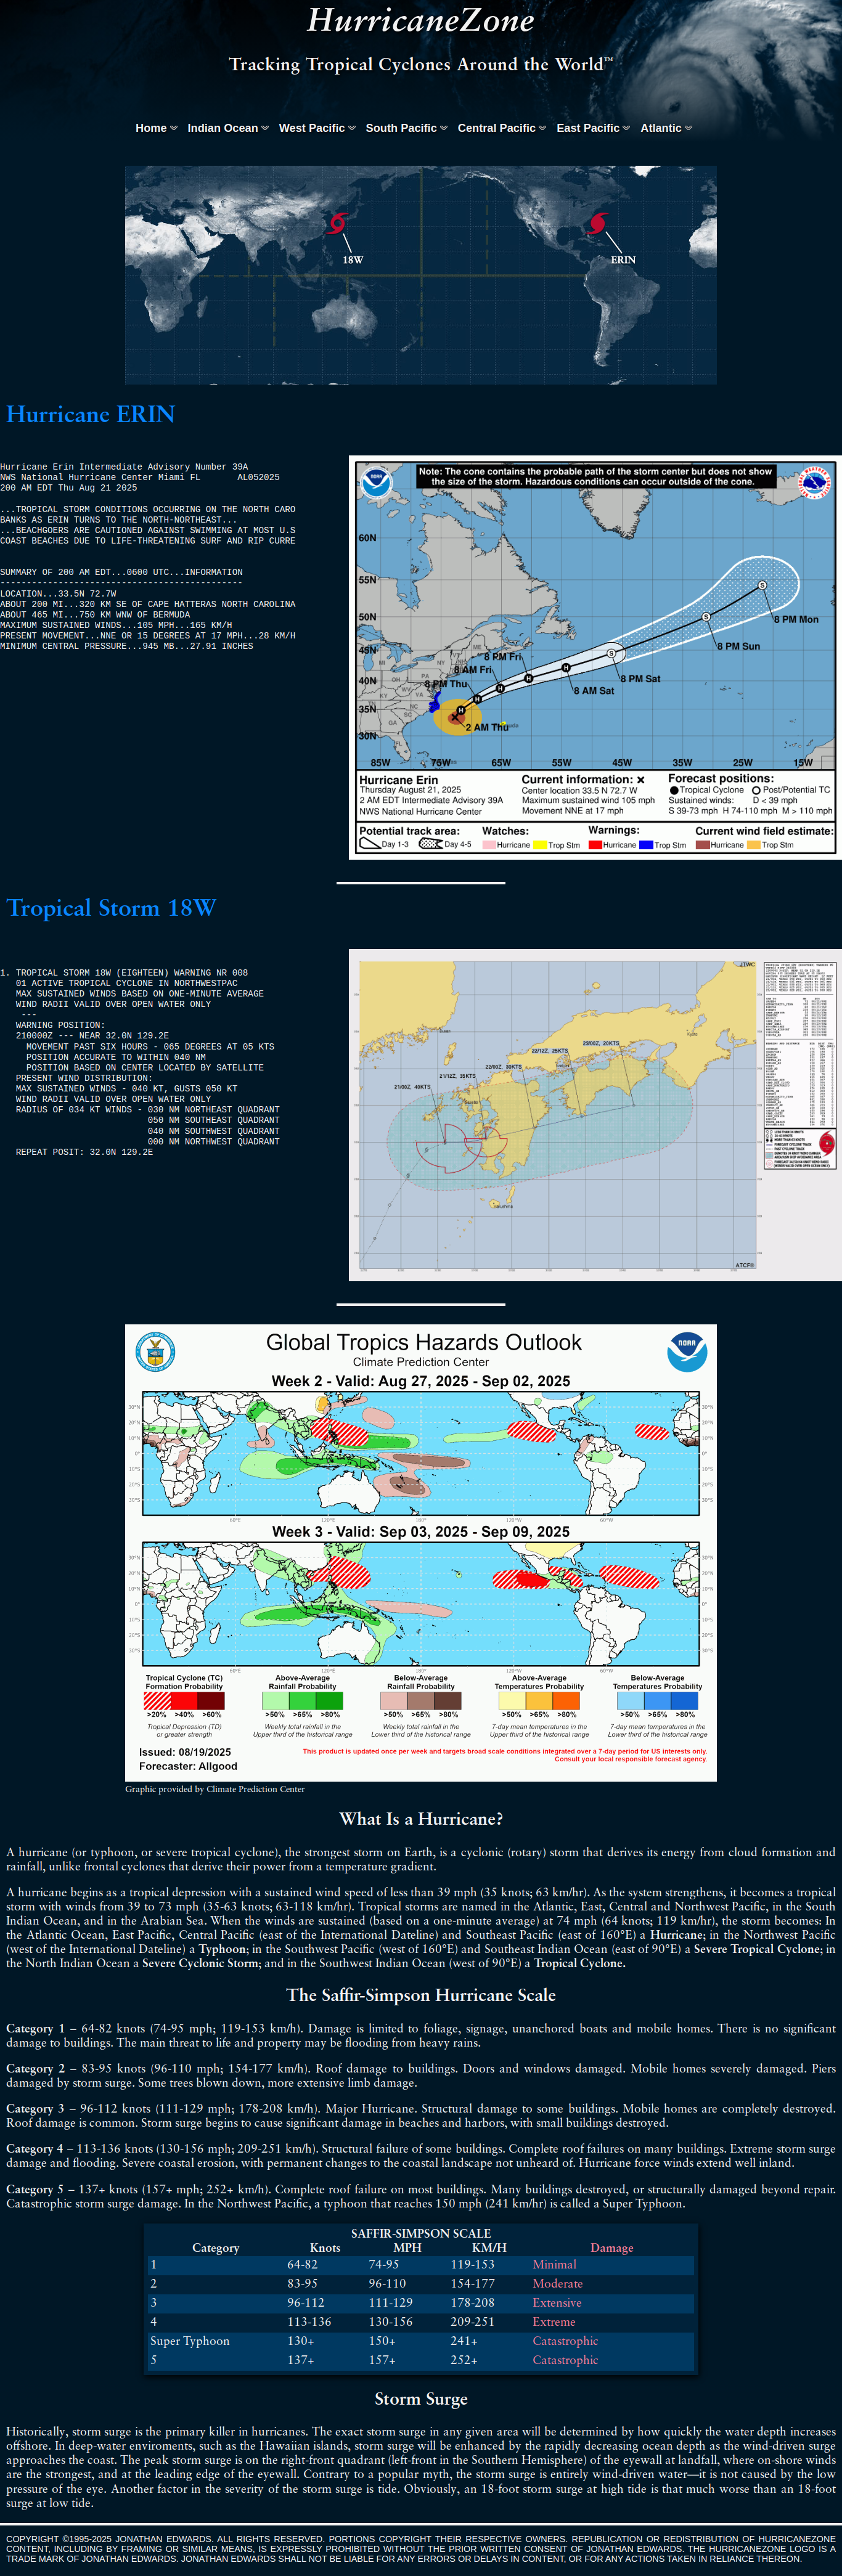 HurricaneZone
Tracking Tropical Cyclones Around the World™
Home Indian Ocean West Pacific South Pacific Central Pacific East Pacific Atlantic
18W
ERIN
Hurricane ERIN
Hurricane Erin Intermediate Advisory Number 39A
NWS National Hurricane Center Miami FL AL052025
200 AM EDT Thu Aug 21 2025
...TROPICAL STORM CONDITIONS OCCURRING ON THE NORTH CARO
BANKS AS ERIN TURNS TO THE NORTH-NORTHEAST...
...BEACHGOERS ARE CAUTIONED AGAINST SWIMMING AT MOST U.S
COAST BEACHES DUE TO LIFE-THREATENING SURF AND RIP CURRE
SUMMARY OF 200 AM EDT...0600 UTC...INFORMATION
----------------------------------------------
LOCATION...33.5N 72.7W
ABOUT 200 MI...320 KM SE OF CAPE HATTERAS NORTH CAROLINA
ABOUT 465 MI...750 KM WNW OF BERMUDA
MAXIMUM SUSTAINED WINDS...105 MPH...165 KM/H
PRESENT MOVEMENT...NNE OR 15 DEGREES AT 17 MPH...28 KM/H
MINIMUM CENTRAL PRESSURE...945 MB...27.91 INCHES
Note: The cone contains the probable path of the storm center but does not show
the size of the storm. Hazardous conditions can occur outside of the cone.
60N
55N
50N
45N
40N
35N
30N
8 PM Mon
8 PM Sun
8 PM Sat
8 AM Sat
8 PM Fri
8 AM Fri
8 PM Thu
2 AM Thu
85W 75W 65W 55W 45W 35W 25W 15W
Hurricane Erin
Thursday August 21, 2025
2 AM EDT Intermediate Advisory 39A
NWS National Hurricane Center
Current information: x
Center location 33.5 N 72.7 W
Maximum sustained wind 105 mph
Movement NNE at 17 mph
Forecast positions:
Tropical Cyclone Post/Potential TC
Sustained winds: D < 39 mph
S 39-73 mph H 74-110 mph M > 110 mph
Potential track area:
Day 1-3 Day 4-5
Watches:
Hurricane Trop Stm
Warnings:
Hurricane Trop Stm
Current wind field estimate:
Hurricane Trop Stm
Tropical Storm 18W
1. TROPICAL STORM 18W (EIGHTEEN) WARNING NR 008
01 ACTIVE TROPICAL CYCLONE IN NORTHWESTPAC
MAX SUSTAINED WINDS BASED ON ONE-MINUTE AVERAGE
WIND RADII VALID OVER OPEN WATER ONLY
---
WARNING POSITION:
210000Z --- NEAR 32.0N 129.2E
MOVEMENT PAST SIX HOURS - 065 DEGREES AT 05 KTS
POSITION ACCURATE TO WITHIN 040 NM
POSITION BASED ON CENTER LOCATED BY SATELLITE
PRESENT WIND DISTRIBUTION:
MAX SUSTAINED WINDS - 040 KT, GUSTS 050 KT
WIND RADII VALID OVER OPEN WATER ONLY
RADIUS OF 034 KT WINDS - 030 NM NORTHEAST QUADRANT
050 NM SOUTHEAST QUADRANT
040 NM SOUTHWEST QUADRANT
000 NM NORTHWEST QUADRANT
REPEAT POSIT: 32.0N 129.2E
JTWC
23/00Z, 20KTS
22/12Z, 25KTS
22/00Z, 30KTS
21/12Z, 35KTS
21/00Z, 40KTS
ATCF®
Global Tropics Hazards Outlook
Climate Prediction Center
NOAA
Week 2 - Valid: Aug 27, 2025 - Sep 02, 2025
30°N
20°N
10°N
0°
10°S
20°S
30°S
60°E 120°E 180° 120°W 60°W
Week 3 - Valid: Sep 03, 2025 - Sep 09, 2025
30°N
20°N
10°N
0°
10°S
20°S
30°S
60°E 120°E 180° 120°W 60°W
Tropical Cyclone (TC)
Formation Probability
>20% >40% >60%
Tropical Depression (TD)
or greater strength
Above-Average
Rainfall Probability
>50% >65% >80%
Weekly total rainfall in the
Upper third of the historical range
Below-Average
Rainfall Probability
>50% >65% >80%
Weekly total rainfall in the
Lower third of the historical range
Above-Average
Temperatures Probability
>50% >65% >80%
7-day mean temperatures in the
Upper third of the historical range
Below-Average
Temperatures Probability
>50% >65% >80%
7-day mean temperatures in the
Lower third of the historical range
Issued: 08/19/2025
Forecaster: Allgood
This product is updated once per week and targets broad scale conditions integrated over a 7-day period for US interests only.
Consult your local responsible forecast agency.
Graphic provided by Climate Prediction Center
What Is a Hurricane?
A hurricane (or typhoon, or severe tropical cyclone), the strongest storm on Earth, is a cyclonic (rotary) storm that derives its energy from cloud formation and
rainfall, unlike frontal cyclones that derive their power from a temperature gradient.
A hurricane begins as a tropical depression with a sustained wind speed of less than 39 mph (35 knots; 63 km/hr). As the system strengthens, it becomes a tropical
storm with winds from 39 to 73 mph (35-63 knots; 63-118 km/hr). Tropical storms are named in the Atlantic, East, Central and Northwest Pacific, in the South
Indian Ocean, and in the Arabian Sea. When the winds are sustained (based on a one-minute average) at 74 mph (64 knots; 119 km/hr), the storm becomes: In
the Atlantic Ocean, East Pacific, Central Pacific (east of the International Dateline) and Southeast Pacific (east of 160°E) a Hurricane; in the Northwest Pacific
(west of the International Dateline) a Typhoon; in the Southwest Pacific (west of 160°E) and Southeast Indian Ocean (east of 90°E) a Severe Tropical Cyclone; in
the North Indian Ocean a Severe Cyclonic Storm; and in the Southwest Indian Ocean (west of 90°E) a Tropical Cyclone.
The Saffir-Simpson Hurricane Scale
Category 1 – 64-82 knots (74-95 mph; 119-153 km/h). Damage is limited to foliage, signage, unanchored boats and mobile homes. There is no significant
damage to buildings. The main threat to life and property may be flooding from heavy rains.
Category 2 – 83-95 knots (96-110 mph; 154-177 km/h). Roof damage to buildings. Doors and windows damaged. Mobile homes severely damaged. Piers
damaged by storm surge. Some trees blown down, more extensive limb damage.
Category 3 – 96-112 knots (111-129 mph; 178-208 km/h). Major Hurricane. Structural damage to some buildings. Mobile homes are completely destroyed.
Roof damage is common. Storm surge begins to cause significant damage in beaches and harbors, with small buildings destroyed.
Category 4 – 113-136 knots (130-156 mph; 209-251 km/h). Structural failure of some buildings. Complete roof failures on many buildings. Extreme storm surge
damage and flooding. Severe coastal erosion, with permanent changes to the coastal landscape not unheard of. Hurricane force winds extend well inland.
Category 5 – 137+ knots (157+ mph; 252+ km/h). Complete roof failure on most buildings. Many buildings destroyed, or structurally damaged beyond repair.
Catastrophic storm surge damage. In the Northwest Pacific, a typhoon that reaches 150 mph (241 km/hr) is called a Super Typhoon.
SAFFIR-SIMPSON SCALE
Category Knots MPH KM/H Damage
1 64-82 74-95 119-153 Minimal
2 83-95 96-110 154-177 Moderate
3 96-112 111-129 178-208 Extensive
4 113-136 130-156 209-251 Extreme
Super Typhoon 130+ 150+ 241+ Catastrophic
5 137+ 157+ 252+ Catastrophic
Storm Surge
Historically, storm surge is the primary killer in hurricanes. The exact storm surge in any given area will be determined by how quickly the water depth increases
offshore. In deep-water enviroments, such as the Hawaiian islands, storm surge will be enhanced by the rapidly decreasing ocean depth as the wind-driven surge
approaches the coast. The peak storm surge is on the right-front quadrant (left-front in the Southern Hemisphere) of the eyewall at landfall, where on-shore winds
are the strongest, and at the leading edge of the eyewall. Contrary to a popular myth, the storm surge is entirely wind-driven water—it is not caused by the low
pressure of the eye. Another factor in the severity of the storm surge is tide. Obviously, an 18-foot storm surge at high tide is that much worse than an 18-foot
surge at low tide.
COPYRIGHT ©1995-2025 JONATHAN EDWARDS. ALL RIGHTS RESERVED. PORTIONS COPYRIGHT THEIR RESPECTIVE OWNERS. REPUBLICATION OR REDISTRIBUTION OF HURRICANEZONE
CONTENT, INCLUDING BY FRAMING OR SIMILAR MEANS, IS EXPRESSLY PROHIBITED WITHOUT THE PRIOR WRITTEN CONSENT OF JONATHAN EDWARDS. THE HURRICANEZONE LOGO IS A
TRADE MARK OF JONATHAN EDWARDS. JONATHAN EDWARDS SHALL NOT BE LIABLE FOR ANY ERRORS OR DELAYS IN CONTENT, OR FOR ANY ACTIONS TAKEN IN RELIANCE THEREON.